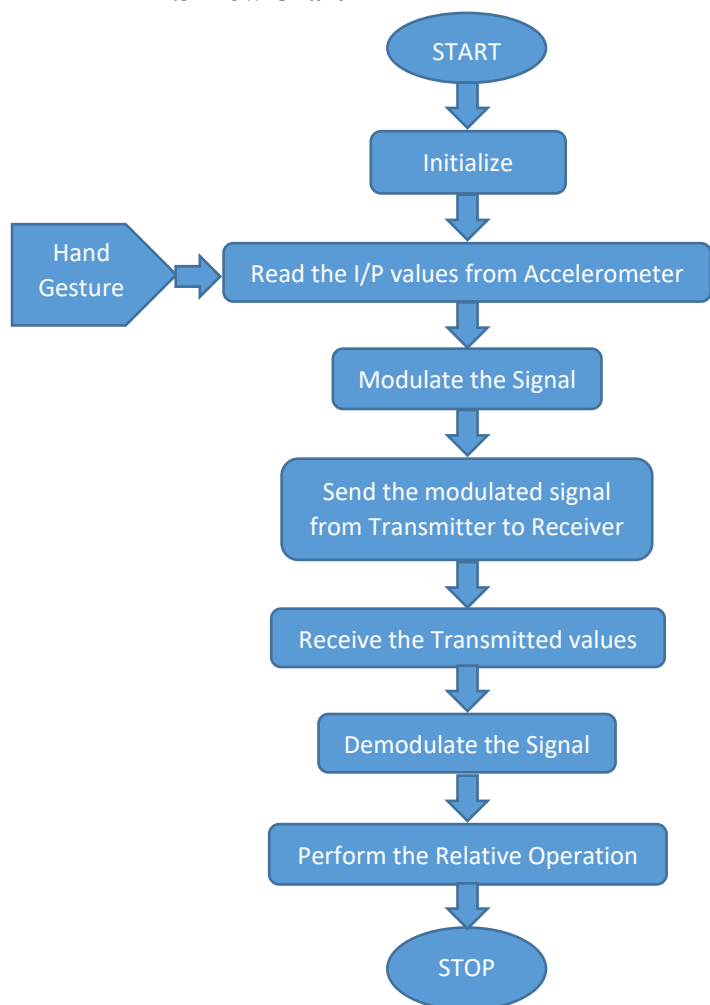 START
Initialize
Hand
Gesture
Read the I/P values from Accelerometer
Modulate the Signal
Send the modulated signal
from Transmitter to Receiver
Receive the Transmitted values
Demodulate the Signal
Perform the Relative Operation
STOP